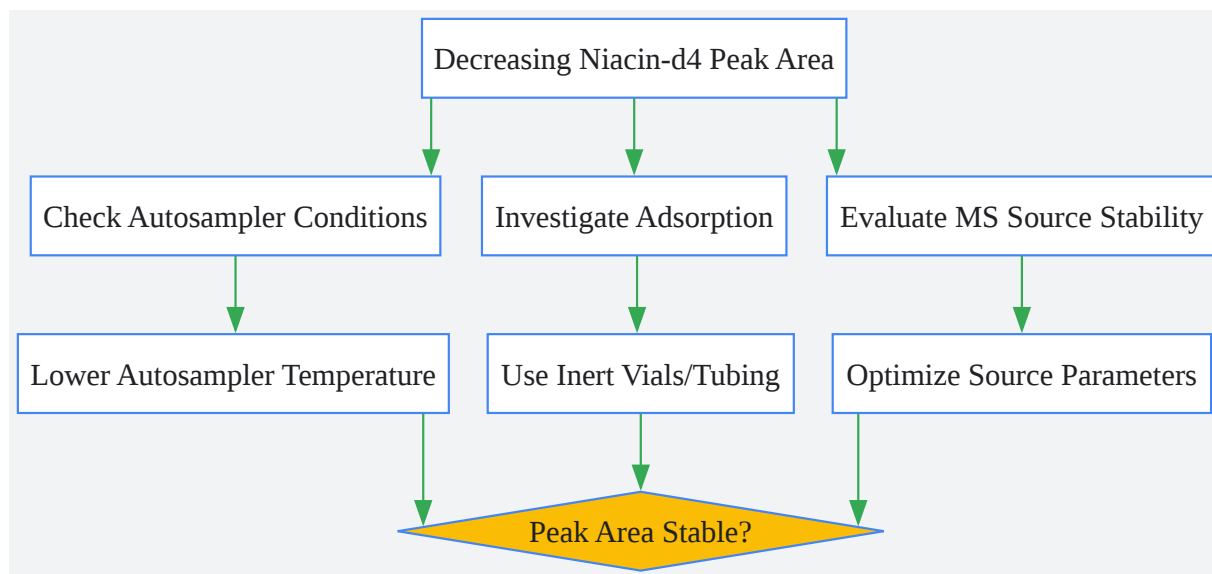 Decreasing Niacin-d4 Peak Area
Check Autosampler Conditions
Investigate Adsorption
Evaluate MS Source Stability
Lower Autosampler Temperature
Use Inert Vials/Tubing
Optimize Source Parameters
Peak Area Stable?